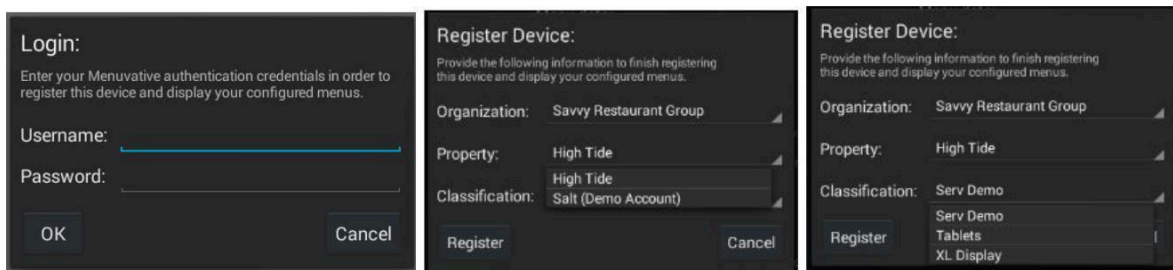 Login:
Enter your Menuvative authentication credentials in order to
register this device and display your configured menus.
Username:
Password:
OK Cancel
Register Device:
Provide the following information to finish registering
this device and display your configured menus.
Organization: Savvy Restaurant Group
Property: High Tide
High Tide
Classification: Salt (Demo Account)
Register Cancel
Register Device:
Provide the following information to finish registering
this device and display your configured menus.
Organization: Savvy Restaurant Group
Property: High Tide
Classification: Serv Demo
Serv Demo
Register Tablets
XL Display